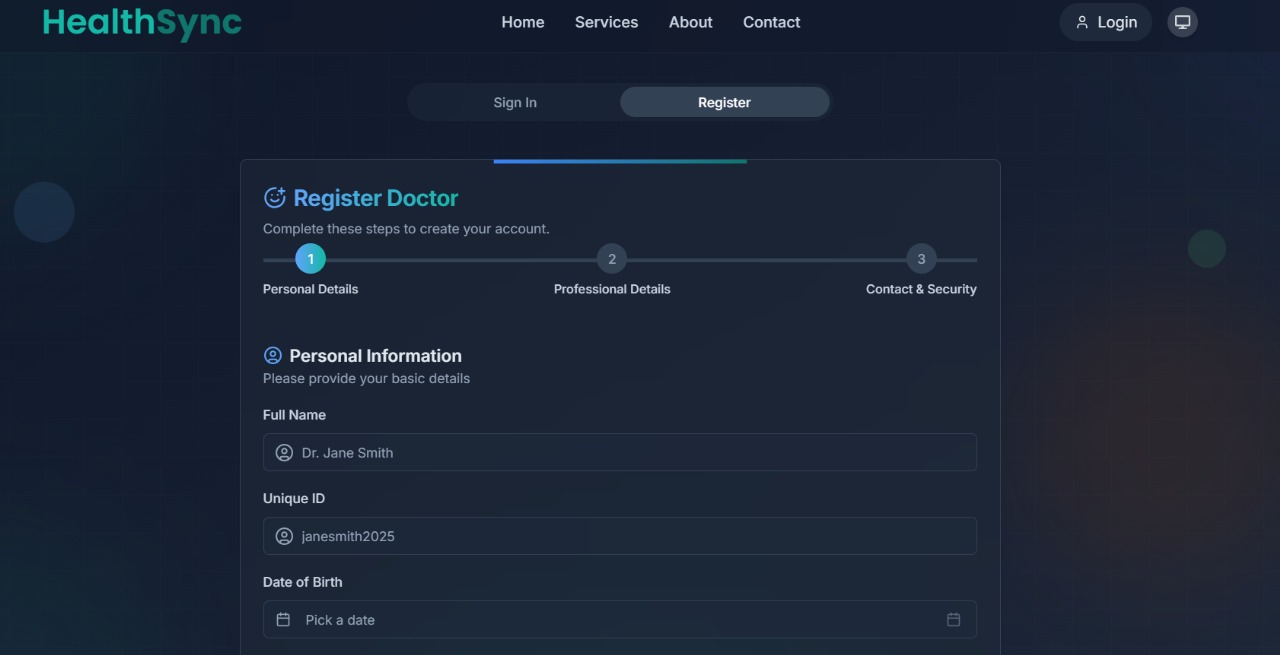 HealthSync Home Services About Contact Login
Sign In Register
Register Doctor
Complete these steps to create your account.
1 2 3
Personal Details Professional Details Contact & Security
Personal Information
Please provide your basic details
Full Name
Dr. Jane Smith
Unique ID
janesmith2025
Date of Birth
Pick a date